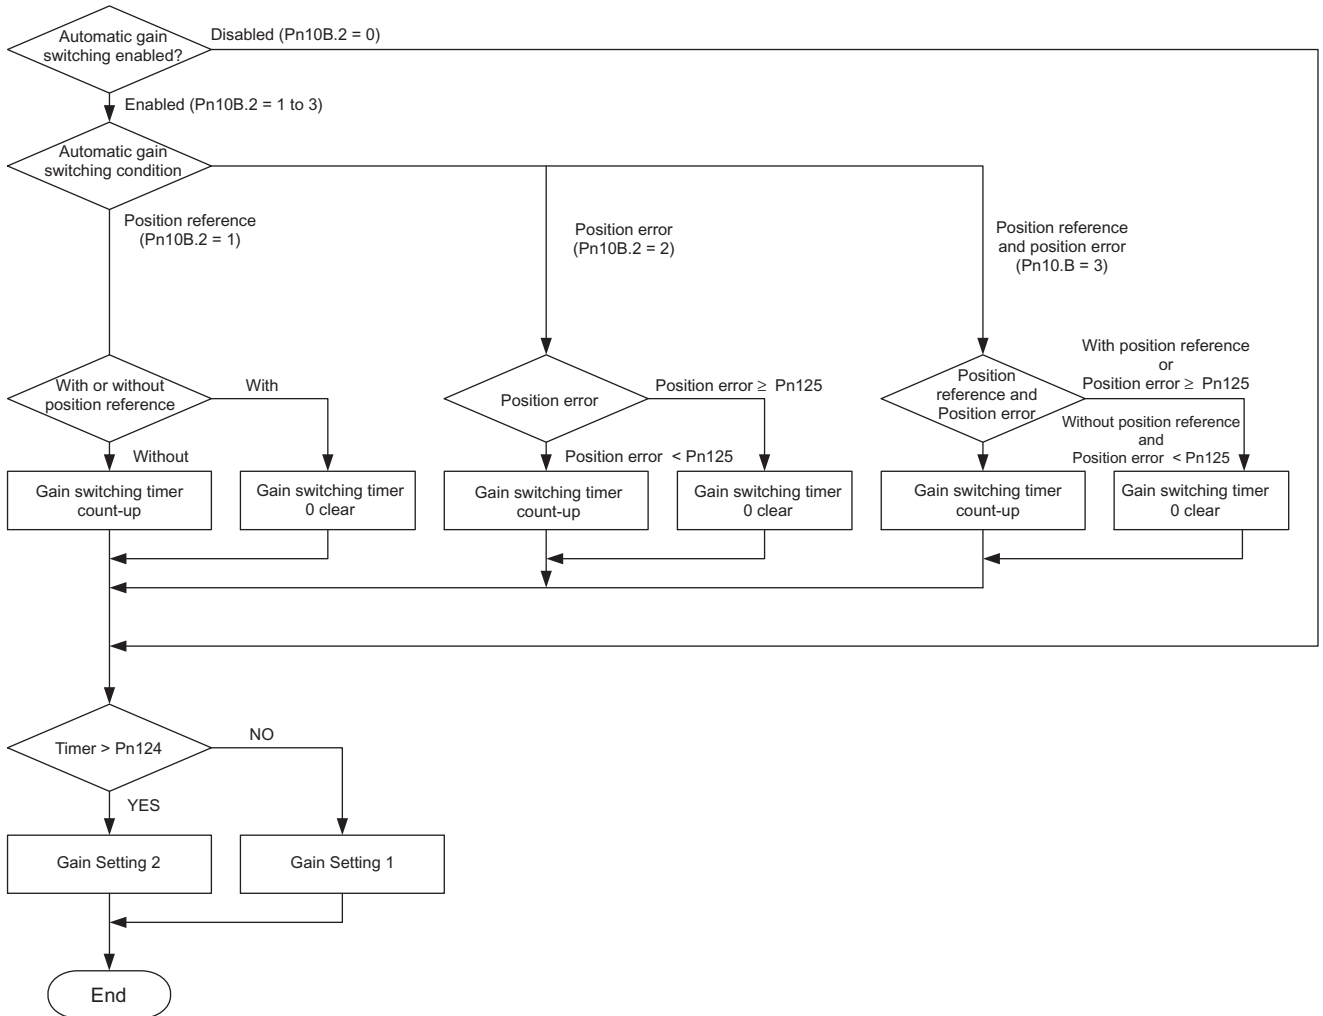 Automatic gain
switching enabled?
Disabled (Pn10B.2 = 0)
Enabled (Pn10B.2 = 1 to 3)
Automatic gain
switching condition
Position reference
(Pn10B.2 = 1)
Position error
(Pn10B.2 = 2)
Position reference
and position error
(Pn10.B = 3)
With or without
position reference
With
Without
Position error
Position error ≥ Pn125
Position error < Pn125
Position
reference and
Position error
With position reference
or
Position error ≥ Pn125
Without position reference
and
Position error < Pn125
Gain switching timer
count-up
Gain switching timer
0 clear
Gain switching timer
count-up
Gain switching timer
0 clear
Gain switching timer
count-up
Gain switching timer
0 clear
Timer > Pn124
NO
YES
Gain Setting 2
Gain Setting 1
End